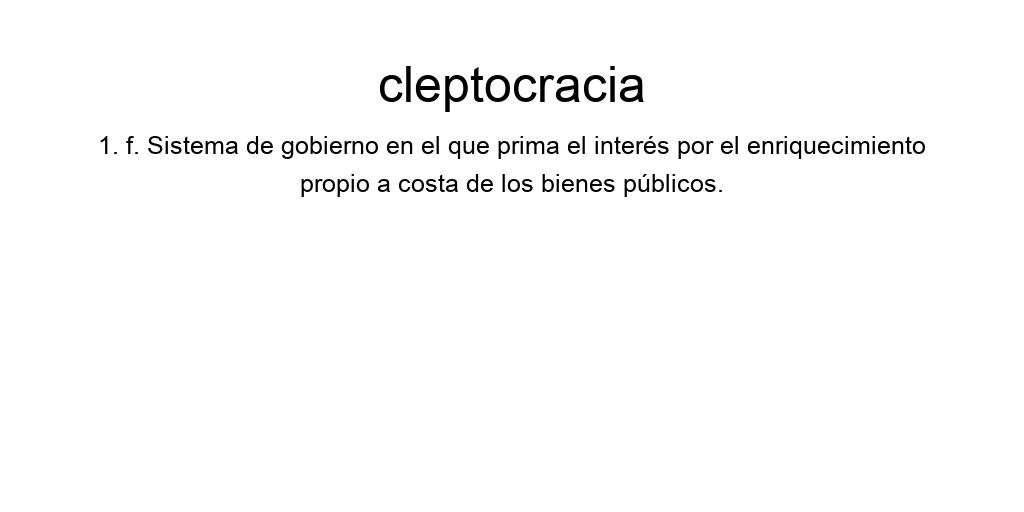 cleptocracia
1. f. Sistema de gobierno en el que prima el interés por el enriquecimiento
propio a costa de los bienes públicos.